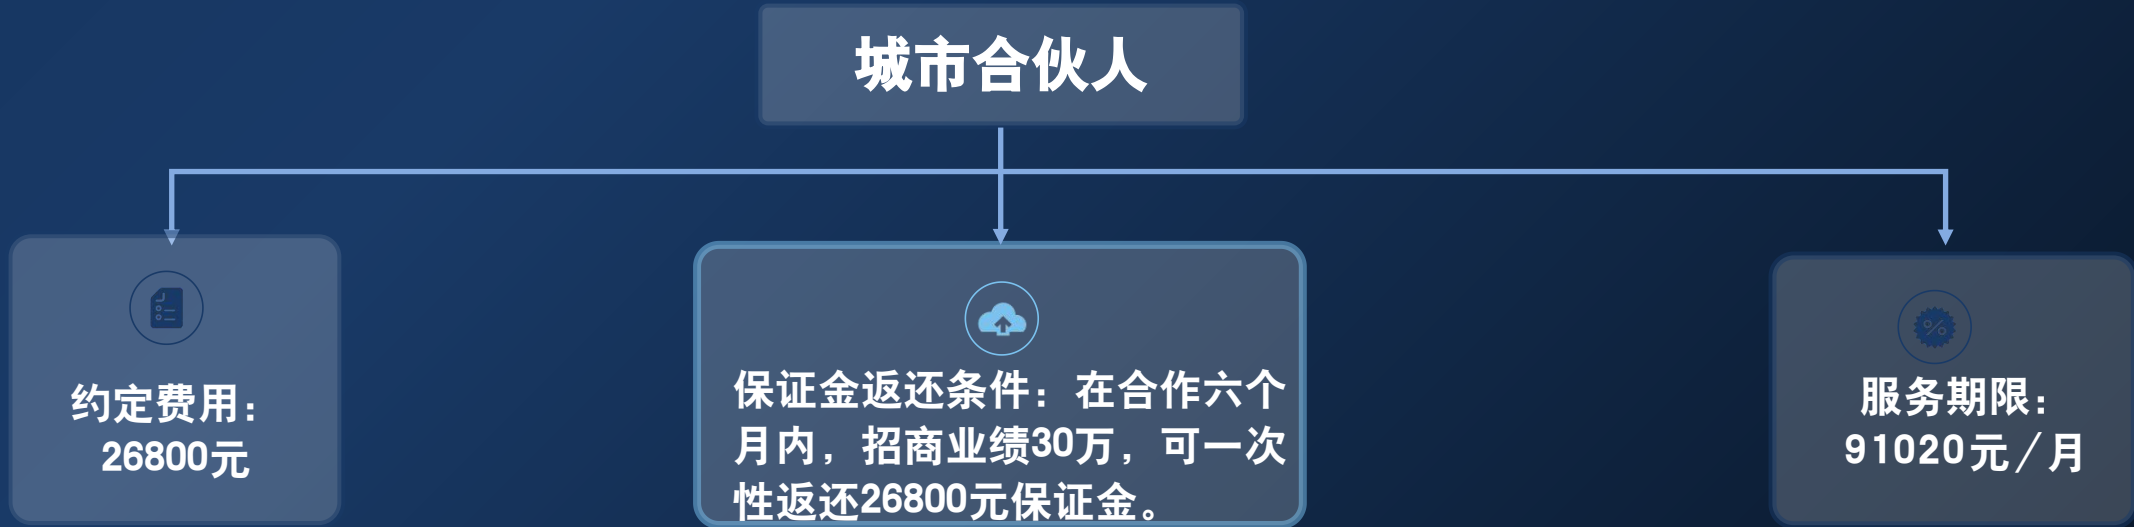 城市合伙人
约定费用：
26800元
保证金返还条件：在合作六个
月内，招商业绩30万，可一次
性返还26800元保证金。
服务期限：
91020元／月